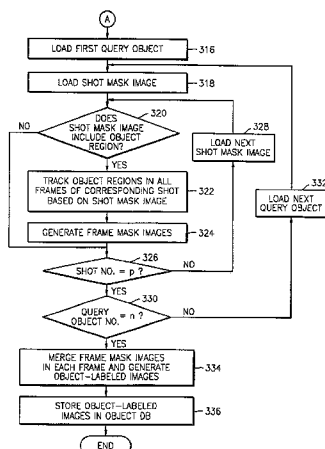 A
LOAD FIRST QUERY OBJECT
316
LOAD SHOT MASK IMAGE
318
DOES
SHOT MASK IMAGE
INCLUDE OBJECT
REGION?
320
NO
328
LOAD NEXT
SHOT MASK IMAGE
YES
TRACK OBJECT REGIONS IN ALL
FRAMES OF CORRESPONDING SHOT
BASED ON SHOT MASK IMAGE
322
332
LOAD NEXT
QUERY OBJECT
GENERATE FRAME MASK IMAGES
324
326
SHOT NO. = p ?
NO
YES
330
QUERY
OBJECT NO. = n ?
NO
YES
MERGE FRAME MASK IMAGES
IN EACH FRAME AND GENERATE
OBJECT-LABELED IMAGES
334
STORE OBJECT-LABELED
IMAGES IN OBJECT DB
336
END